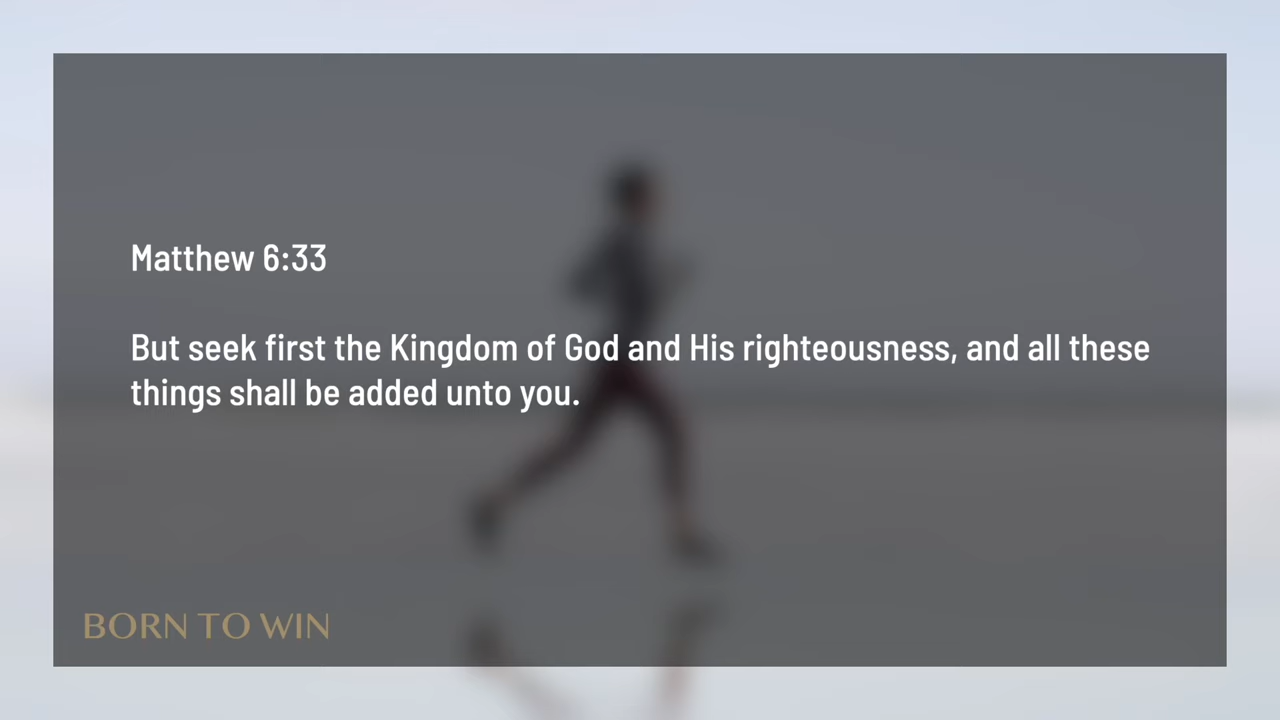 Matthew 6:33
But seek first the Kingdom of God and His righteousness, and all these
things shall be added unto you.
BORN TO WIN